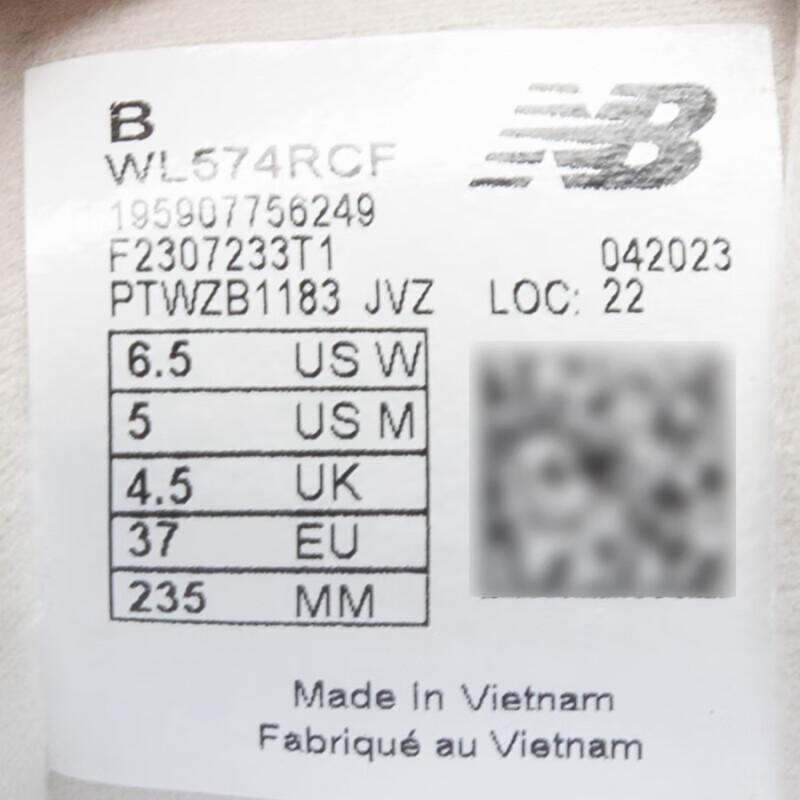 B
NB
WL574RCF
195907756249
F2307233T1 042023
PTWZB1183 JVZ LOC: 22
6.5 US W
5 US M
4.5 UK
37 EU
235 MM
Made in Vietnam
Fabriqué au Vietnam